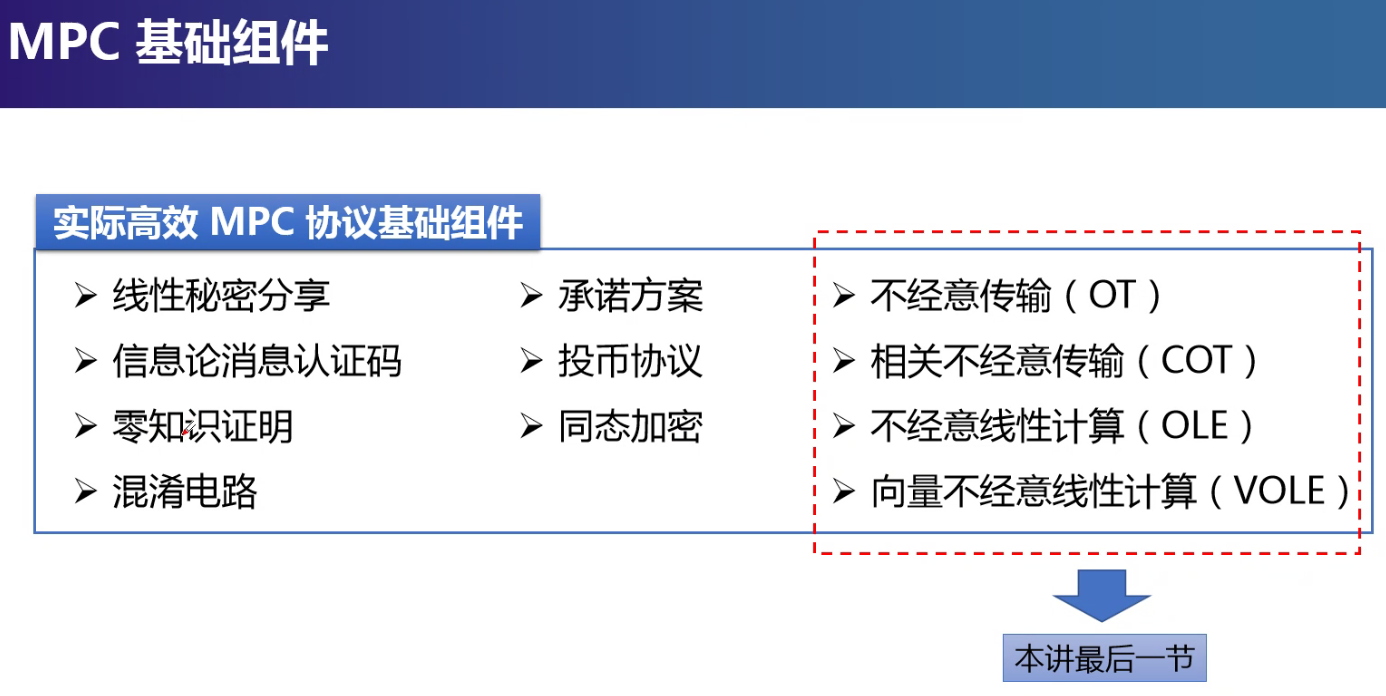 MPC 基础组件
实际高效 MPC 协议基础组件
➢ 线性秘密分享
➢ 信息论消息认证码
➢ 零知识证明
➢ 混淆电路
➢ 承诺方案
➢ 投币协议
➢ 同态加密
➢ 不经意传输（OT）
➢ 相关不经意传输（COT）
➢ 不经意线性计算（OLE）
➢ 向量不经意线性计算（VOLE）
本讲最后一节